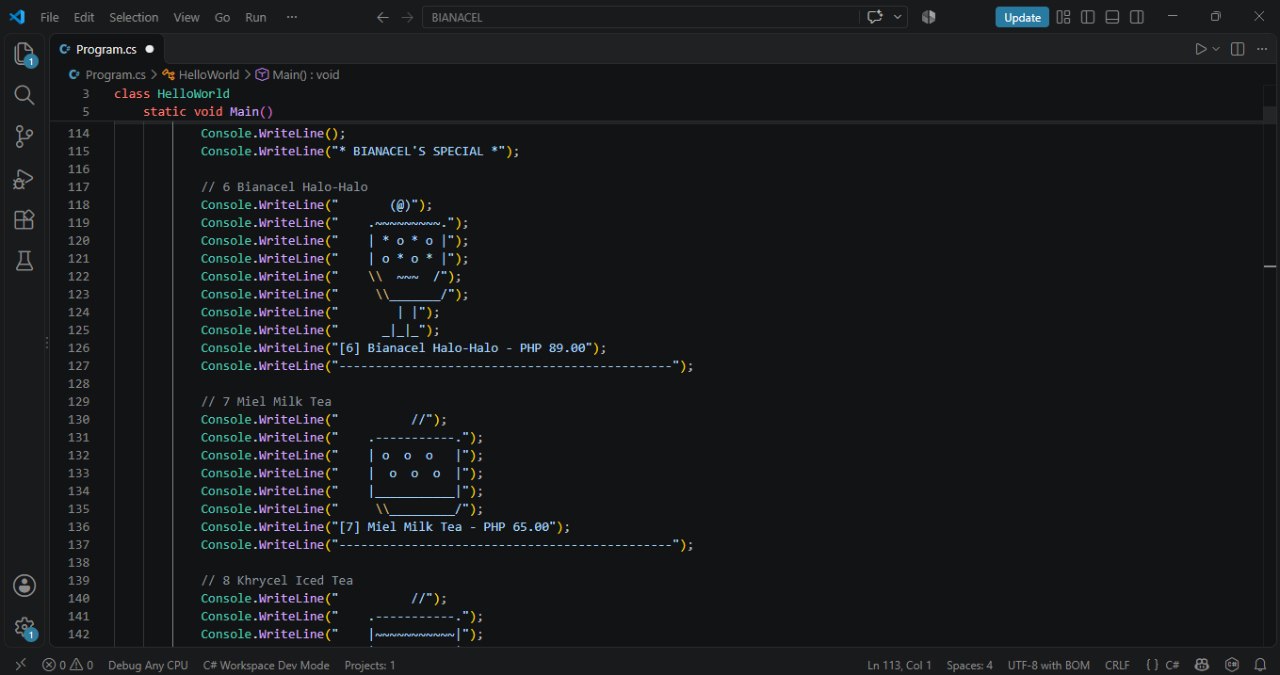 File Edit Selection View Go Run ··· BIANACEL Update
Program.cs
Program.cs > HelloWorld > Main() : void
3 class HelloWorld
5 static void Main()
114 Console.WriteLine();
115 Console.WriteLine("* BIANACEL'S SPECIAL *");
116
117 // 6 Bianacel Halo-Halo
118 Console.WriteLine("       (@)");
119 Console.WriteLine("    .~~~~~~~~~.");
120 Console.WriteLine("    | * o * o |");
121 Console.WriteLine("    | o * o * |");
122 Console.WriteLine("    \\  ~~~  /");
123 Console.WriteLine("     \\_______/");
124 Console.WriteLine("        | |");
125 Console.WriteLine("      _|_|_");
126 Console.WriteLine("[6] Bianacel Halo-Halo - PHP 89.00");
127 Console.WriteLine("----------------------------------------------");
128
129 // 7 Miel Milk Tea
130 Console.WriteLine("          //");
131 Console.WriteLine("    .-----------.");
132 Console.WriteLine("    | o  o  o   |");
133 Console.WriteLine("    |  o  o  o  |");
134 Console.WriteLine("    |___________|");
135 Console.WriteLine("     \\_________/");
136 Console.WriteLine("[7] Miel Milk Tea - PHP 65.00");
137 Console.WriteLine("----------------------------------------------");
138
139 // 8 Khrycel Iced Tea
140 Console.WriteLine("          //");
141 Console.WriteLine("    .-----------.");
142 Console.WriteLine("    |~~~~~~~~~~~|");
1
1
0 0 Debug Any CPU C# Workspace Dev Mode Projects: 1 Ln 113, Col 1 Spaces: 4 UTF-8 with BOM CRLF { } C#